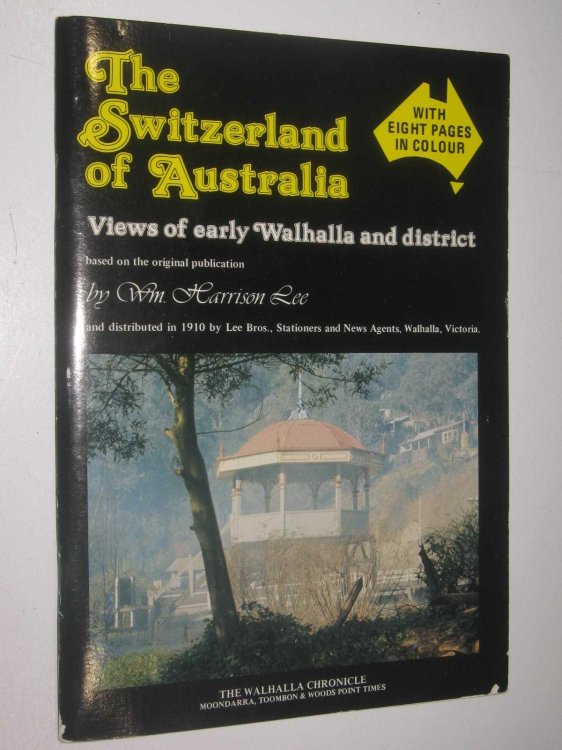 The
Switzerland
of Australia
WITH
EIGHT PAGES
IN COLOUR
Views of early Walhalla and district
based on the original publication
by Wm. Harrison Lee
and distributed in 1910 by Lee Bros., Stationers and News Agents, Walhalla, Victoria.
THE WALHALLA CHRONICLE
MOONDARRA, TOOMBON & WOODS POINT TIMES